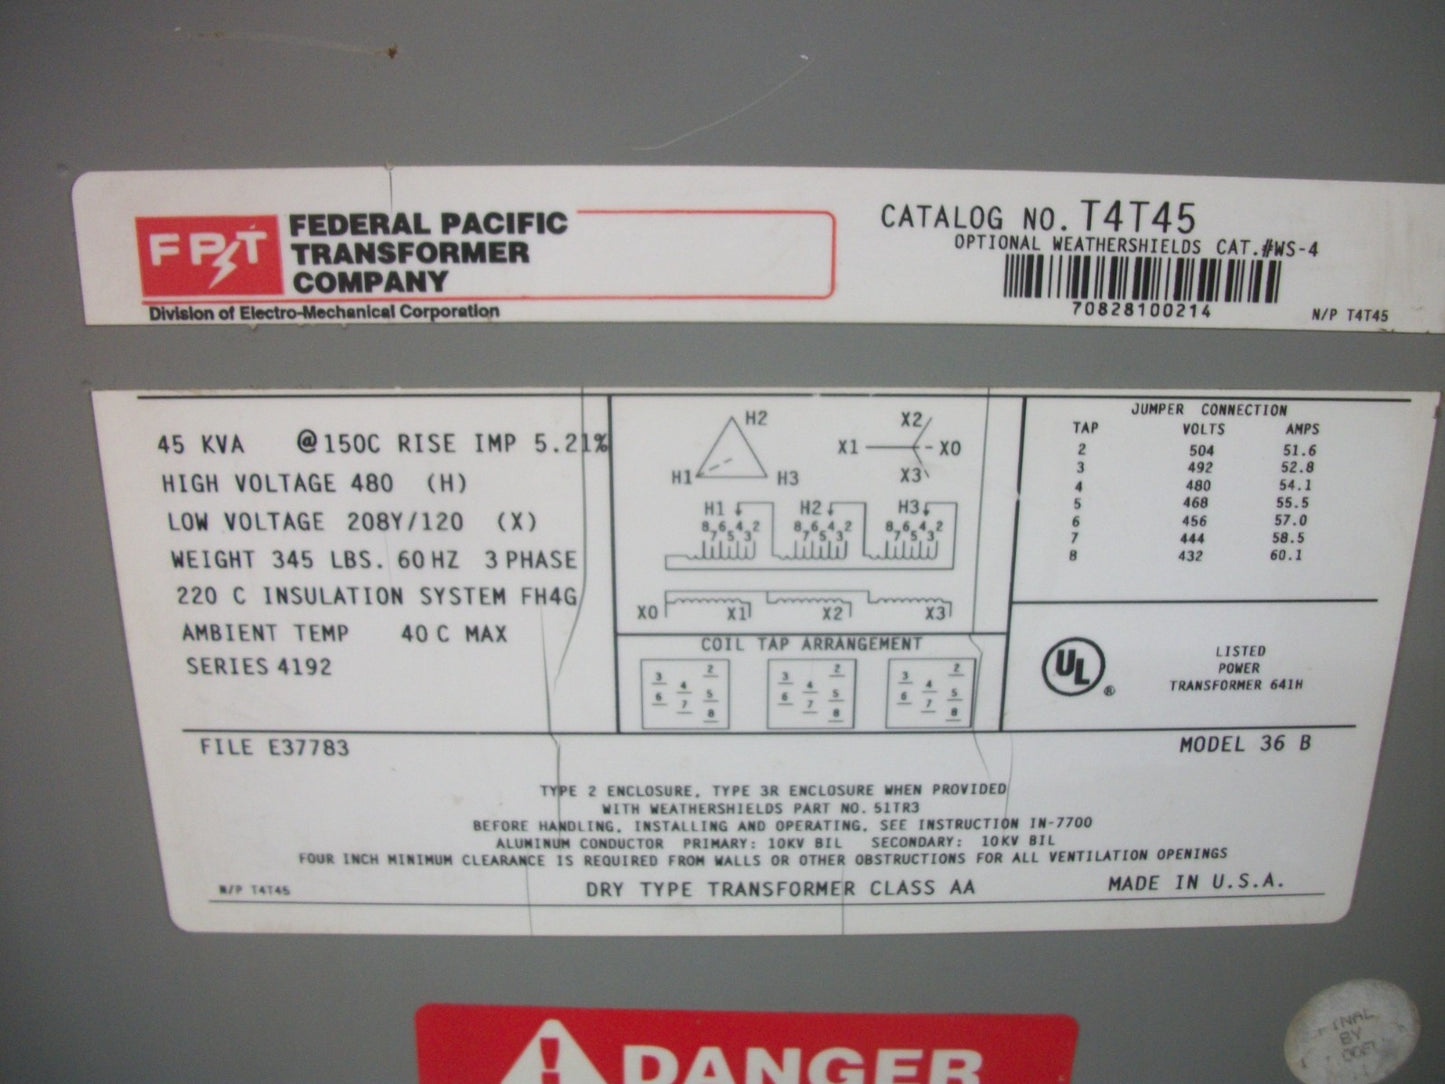 FPT FEDERAL PACIFIC
TRANSFORMER
COMPANY
Division of Electro-Mechanical Corporation
CATALOG NO. T4T45
OPTIONAL WEATHERSHIELDS CAT.#WS-4
70828100214
N/P T4T45
45 KVA @150C RISE IMP 5.21%
HIGH VOLTAGE 480 (H)
LOW VOLTAGE 208Y/120 (X)
WEIGHT 345 LBS. 60HZ 3 PHASE
220 C INSULATION SYSTEM FH4G
AMBIENT TEMP 40C MAX
SERIES 4192
H2
H1 H3
X2
X1 X0
X3
H1 H2 H3
8 6 4 2 8 6 4 2 8 6 4 2
7 5 3 7 5 3 7 5 3
X0 X1 X2 X3
COIL TAP ARRANGEMENT
2 2 2
3 4 3 4 3 4
6 5 6 5 6 5
7 8 7 8 7 8
JUMPER CONNECTION
TAP VOLTS AMPS
2 504 51.6
3 492 52.8
4 480 54.1
5 468 55.5
6 456 57.0
7 444 58.5
8 432 60.1
UL ®
LISTED
POWER
TRANSFORMER 641H
FILE E37783
MODEL 36 B
TYPE 2 ENCLOSURE, TYPE 3R ENCLOSURE WHEN PROVIDED
WITH WEATHERSHIELDS PART NO. 51TR3
BEFORE HANDLING, INSTALLING AND OPERATING, SEE INSTRUCTION IN-7700
ALUMINUM CONDUCTOR PRIMARY: 10KV BIL SECONDARY: 10KV BIL
FOUR INCH MINIMUM CLEARANCE IS REQUIRED FROM WALLS OR OTHER OBSTRUCTIONS FOR ALL VENTILATION OPENINGS
N/P T4T45
DRY TYPE TRANSFORMER CLASS AA
MADE IN U.S.A.
DANGER
BY